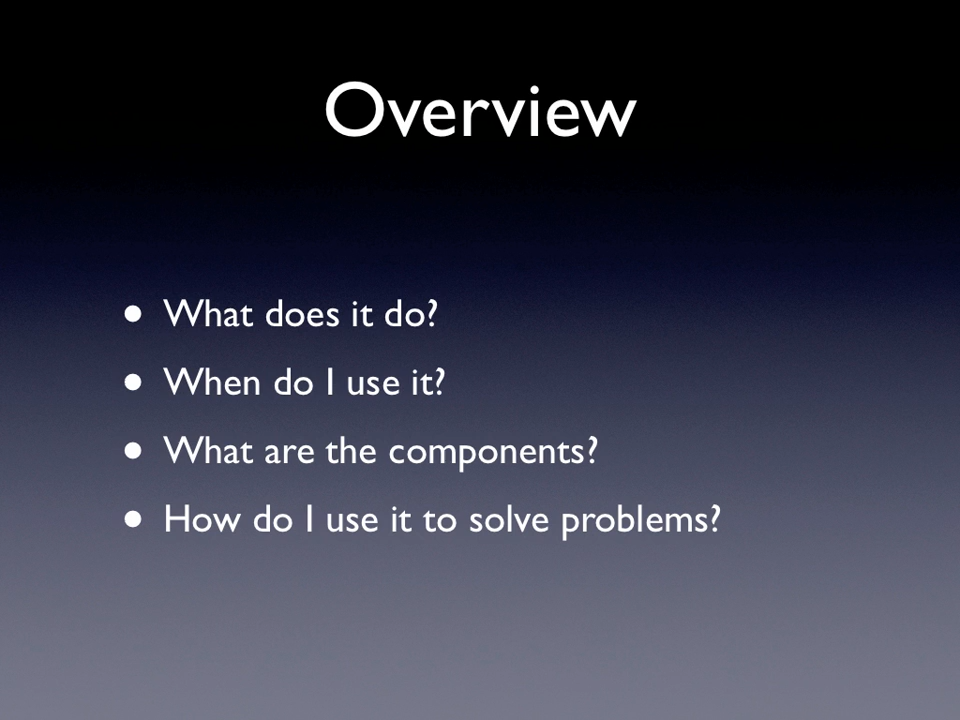 Overview
• What does it do?
• When do I use it?
• What are the components?
• How do I use it to solve problems?